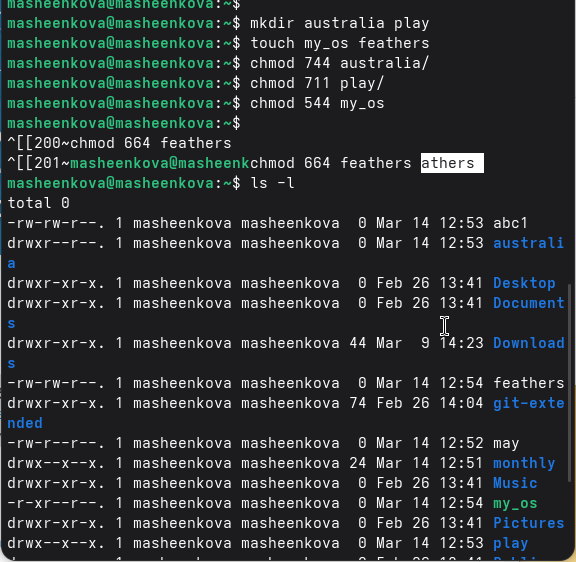 masheenkova@masheenkova:~$
masheenkova@masheenkova:~$ mkdir australia play
masheenkova@masheenkova:~$ touch my_os feathers
masheenkova@masheenkova:~$ chmod 744 australia/
masheenkova@masheenkova:~$ chmod 711 play/
masheenkova@masheenkova:~$ chmod 544 my_os
masheenkova@masheenkova:~$
^[[200~chmod 664 feathers
^[[201~masheenkova@masheenkchmod 664 feathers athers
masheenkova@masheenkova:~$ ls -l
total 0
-rw-rw-r--. 1 masheenkova masheenkova  0 Mar 14 12:53 abc1
drwxr--r--. 1 masheenkova masheenkova  0 Mar 14 12:53 australi
a
drwxr-xr-x. 1 masheenkova masheenkova  0 Feb 26 13:41 Desktop
drwxr-xr-x. 1 masheenkova masheenkova  0 Feb 26 13:41 Document
s
drwxr-xr-x. 1 masheenkova masheenkova 44 Mar  9 14:23 Download
s
-rw-rw-r--. 1 masheenkova masheenkova  0 Mar 14 12:54 feathers
drwxr-xr-x. 1 masheenkova masheenkova 74 Feb 26 14:04 git-exte
nded
-rw-r--r--. 1 masheenkova masheenkova  0 Mar 14 12:52 may
drwx--x--x. 1 masheenkova masheenkova 24 Mar 14 12:51 monthly
drwxr-xr-x. 1 masheenkova masheenkova  0 Feb 26 13:41 Music
-r-xr--r--. 1 masheenkova masheenkova  0 Mar 14 12:54 my_os
drwxr-xr-x. 1 masheenkova masheenkova  0 Feb 26 13:41 Pictures
drwx--x--x. 1 masheenkova masheenkova  0 Mar 14 12:53 play